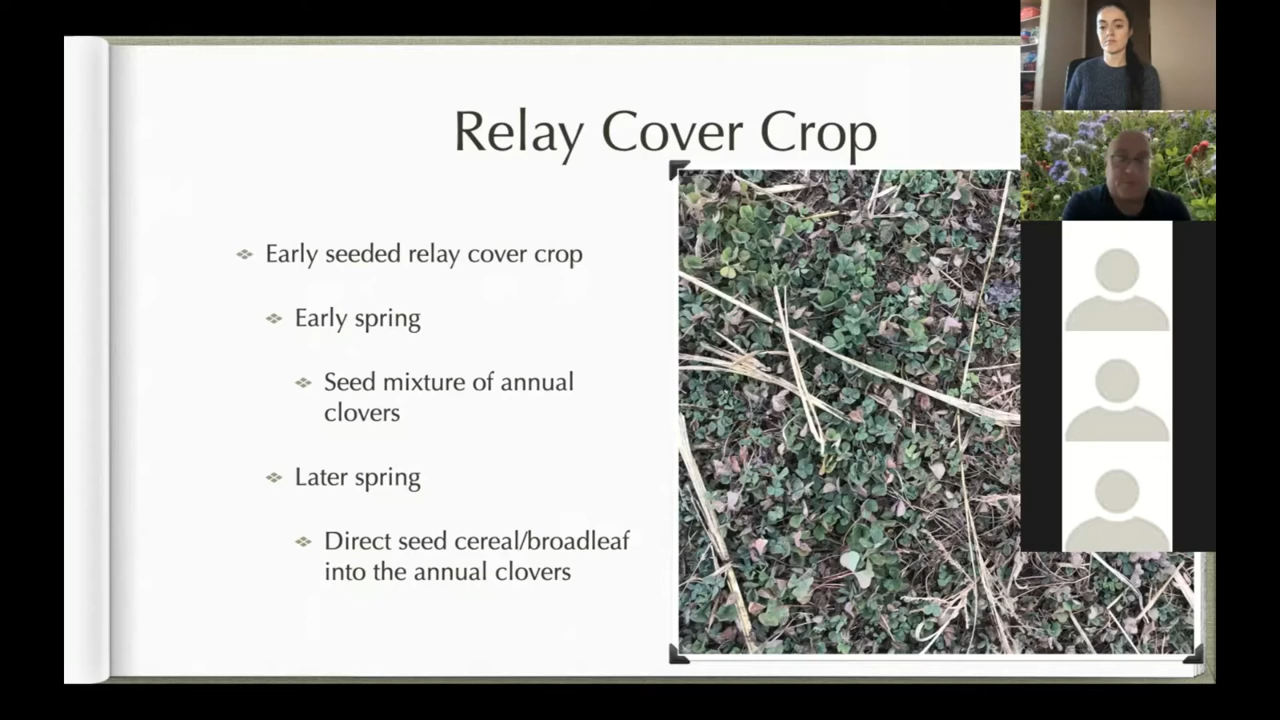 Relay Cover Crop
Early seeded relay cover crop
Early spring
Seed mixture of annual
clovers
Later spring
Direct seed cereal/broadleaf
into the annual clovers